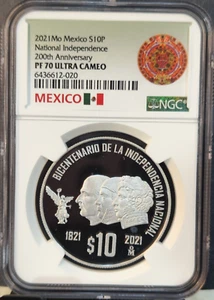 2021Mo Mexico S10P
National Independence
200th Anniversary
PF 70 ULTRA CAMEO
6436612-020
MEXICO
NGC
BICENTENARIO DE LA INDEPENDENCIA NACIONAL
1821
$10
2021